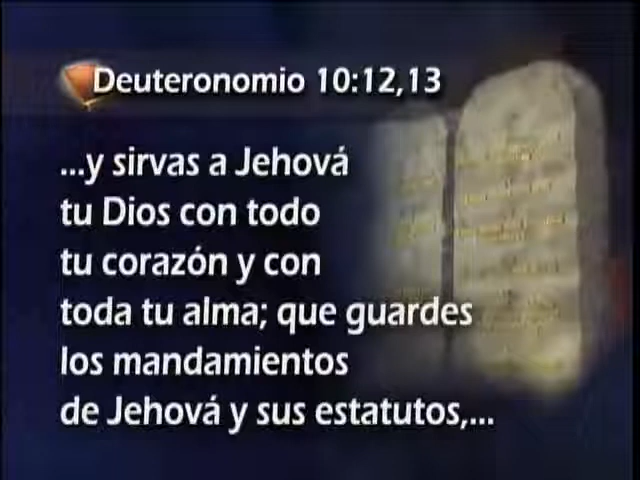 Deuteronomio 10:12,13
...y sirvas a Jehová
tu Dios con todo
tu corazón y con
toda tu alma; que guardes
los mandamientos
de Jehová y sus estatutos,...